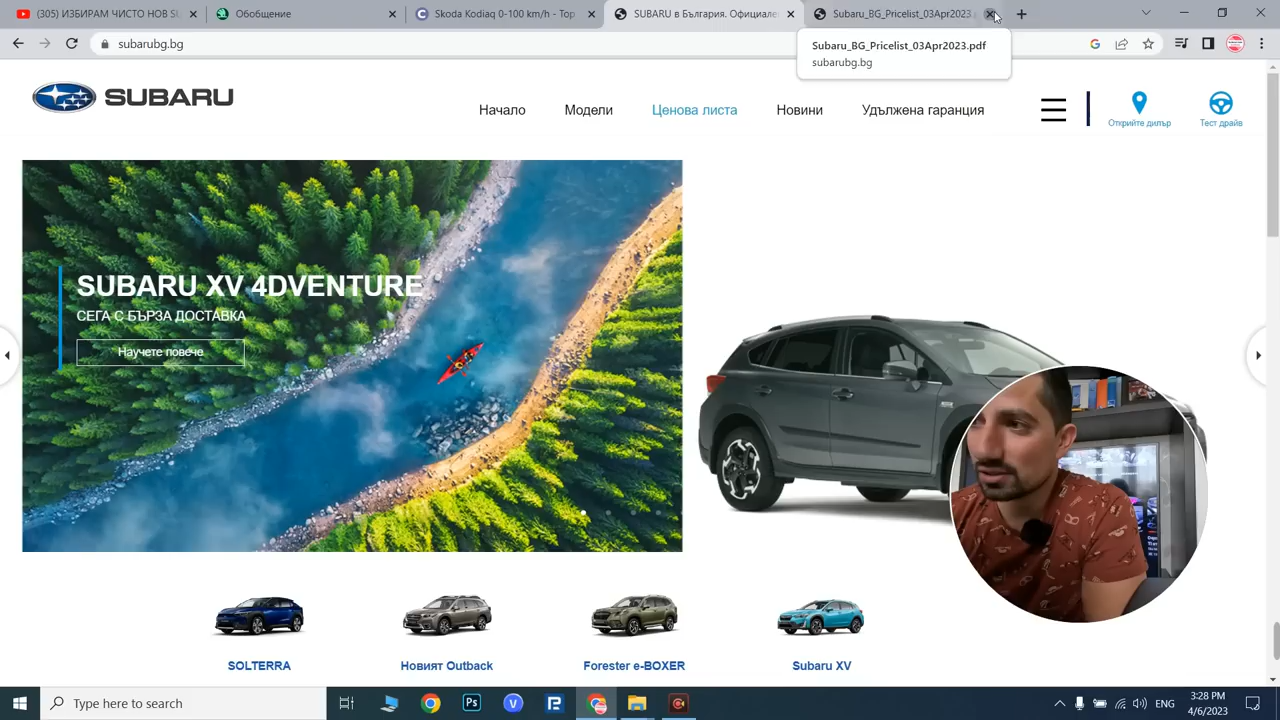 (305) ИЗБИРАМ ЧИСТО НОВ SU
Обобщение
Skoda Kodiaq 0-100 km/h - Top
SUBARU в България. Официале
Subaru_BG_Pricelist_03Apr2023.p
subarubg.bg
Subaru_BG_Pricelist_03Apr2023.pdf
subarubg.bg
SUBARU
Начало
Модели
Ценова листа
Новини
Удължена гаранция
Открийте дилър
Тест драйв
SUBARU XV 4DVENTURE
СЕГА С БЪРЗА ДОСТАВКА
Научете повече
SOLTERRA
Новият Outback
Forester e-BOXER
Subaru XV
Type here to search
ENG
3:28 PM
4/6/2023